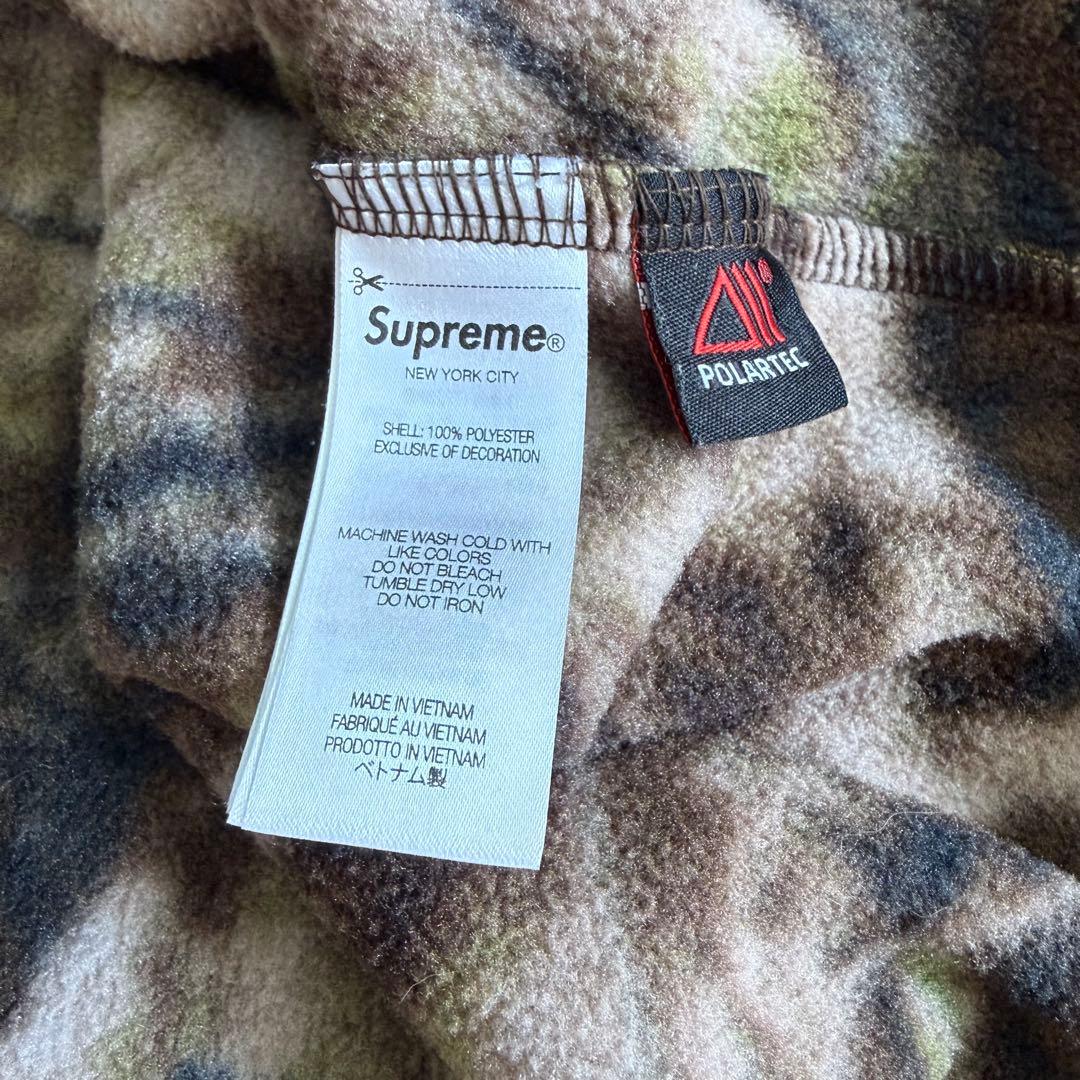 Supreme®
NEW YORK CITY
SHELL: 100% POLYESTER
EXCLUSIVE OF DECORATION
MACHINE WASH COLD WITH
LIKE COLORS
DO NOT BLEACH
TUMBLE DRY LOW
DO NOT IRON
MADE IN VIETNAM
FABRIQUÉ AU VIETNAM
PRODOTTO IN VIETNAM
ベトナム製
®
POLARTEC